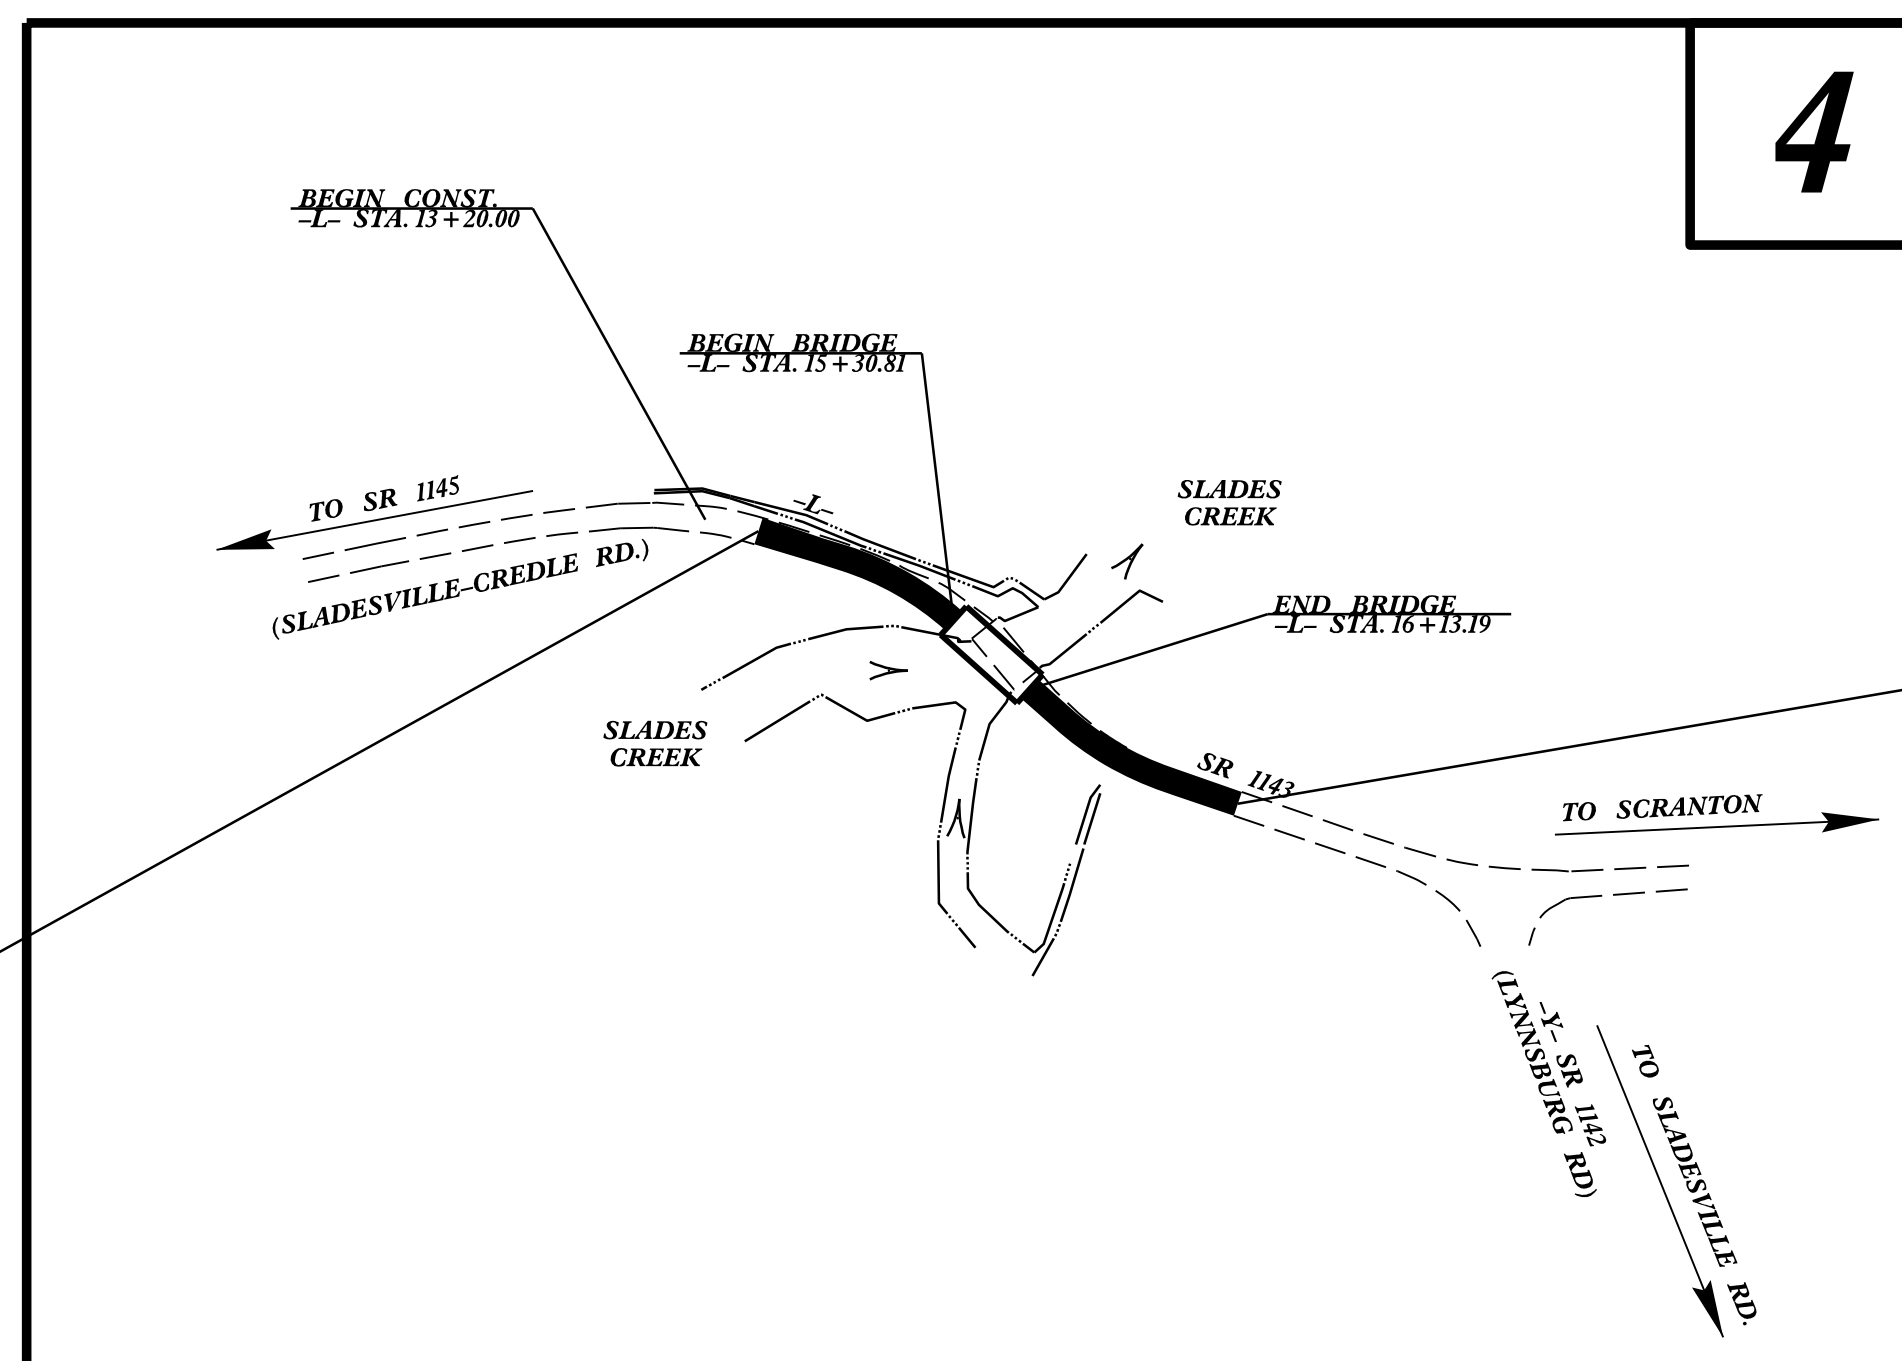 4
BEGIN CONST.
-L- STA. 13+20.00
BEGIN BRIDGE
-L- STA. 15+30.81
TO SR 1145
(SLADESVILLE-CREDLE RD.)
-L-
SLADES
CREEK
END BRIDGE
-L- STA. 16+13.19
SLADES
CREEK
SR 1143
TO SCRANTON
-Y- SR 1142
(LYNNSBURG RD)
TO SLADESVILLE RD.